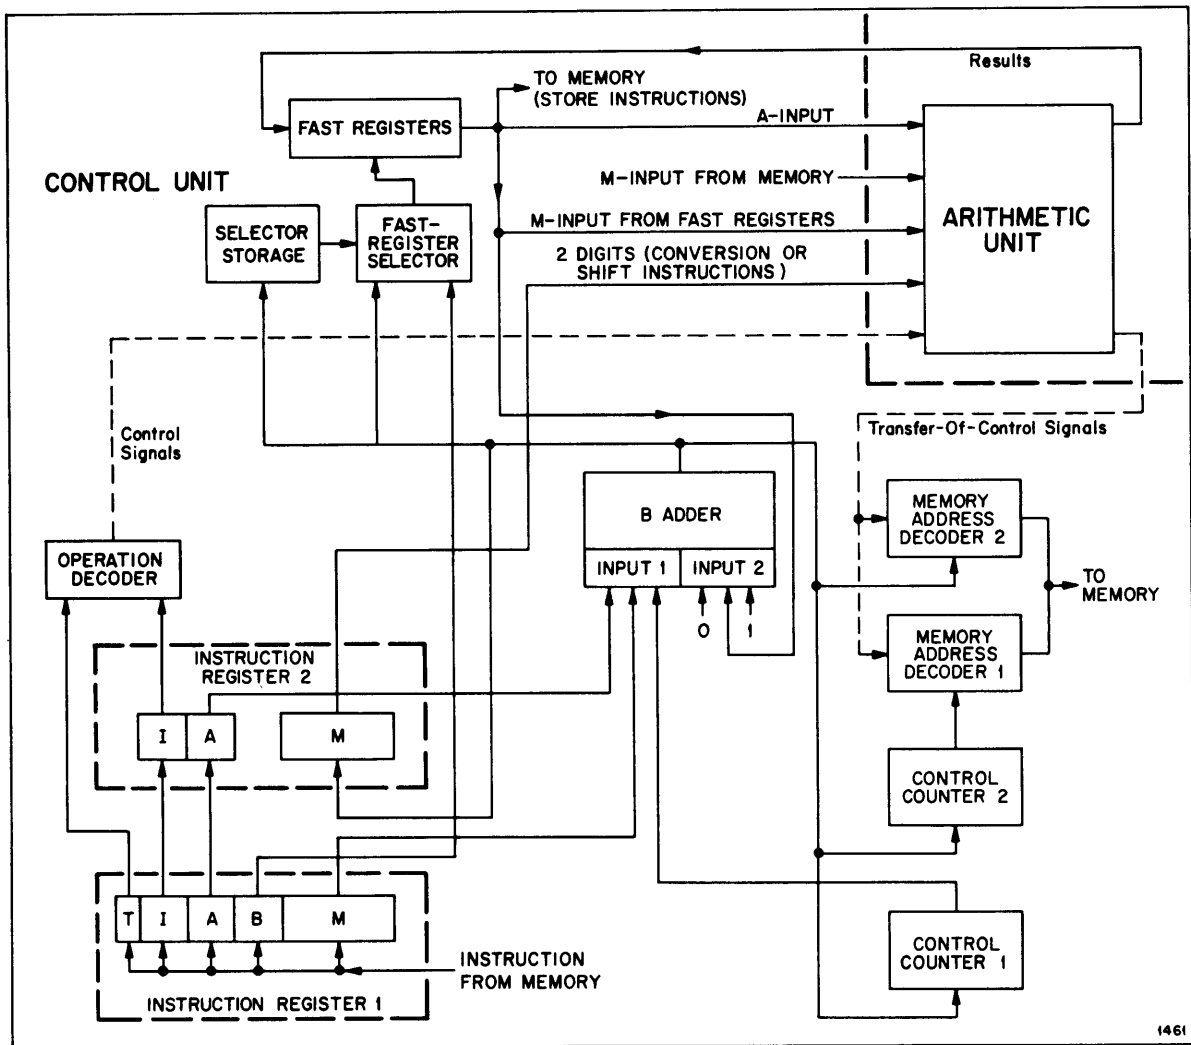 Results
TO MEMORY
(STORE INSTRUCTIONS)
FAST REGISTERS
A-INPUT
CONTROL UNIT
M-INPUT FROM MEMORY
SELECTOR
STORAGE
FAST-
REGISTER
SELECTOR
M-INPUT FROM FAST REGISTERS
ARITHMETIC
UNIT
2 DIGITS (CONVERSION OR
SHIFT INSTRUCTIONS)
Control
Signals
Transfer-Of-Control Signals
B ADDER
INPUT 1
INPUT 2
0
1
MEMORY
ADDRESS
DECODER 2
OPERATION
DECODER
TO
MEMORY
MEMORY
ADDRESS
DECODER 1
INSTRUCTION
REGISTER 2
I
A
M
CONTROL
COUNTER 2
T
I
A
B
M
CONTROL
COUNTER 1
INSTRUCTION
FROM MEMORY
INSTRUCTION REGISTER 1
1461